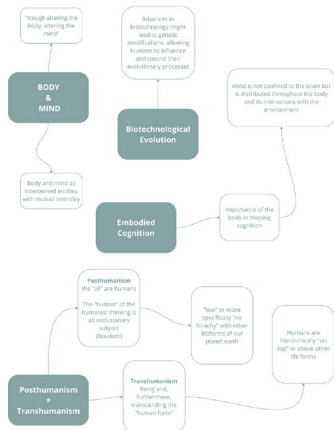 "trough altering the
body, altering the
mind"
BODY
&
MIND
Body and mind as
intertwined entities
with mutual interplay
Advances in
biotechnology might
lead to genetic
modifications, allowing
humans to influence
and control their
evolutionary processes
Biotechnological
Evolution
mind is not confined to the brain but
is distributed throughout the body
and its interactions with the
environment
Embodied
Cognition
importance of the
body in shaping
cognition
Posthumanism
We "all" are humans
The "human" of the
humanist thinking is
an exclusionary
subject
(Braidotti)
"low" or more
specifically "no
hirachy" with other
lifeforms of our
planet earth
Humans are
hierarchically "on
top" or above other
life forms
Posthumanism
≠
Transhumanism
Transhumanism
Being and,
furthermore,
transcending the
"human form"